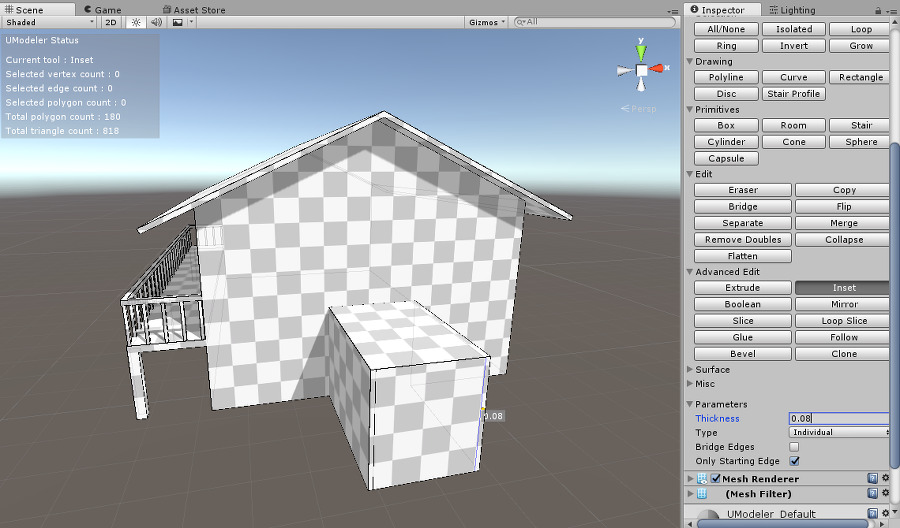 Scene Game Asset Store
Shaded 2D Gizmos All
UModeler Status
Current tool : Inset
Selected vertex count : 0
Selected edge count : 0
Selected polygon count : 0
Total polygon count : 180
Total triangle count : 818
y
x
Persp
0.08
Inspector Lighting
Selection
All/None Isolated Loop
Ring Invert Grow
Drawing
Polyline Curve Rectangle
Disc Stair Profile
Primitives
Box Room Stair
Cylinder Cone Sphere
Capsule
Edit
Eraser Copy
Bridge Flip
Separate Merge
Remove Doubles Collapse
Flatten
Advanced Edit
Extrude Inset
Boolean Mirror
Slice Loop Slice
Glue Follow
Bevel Clone
Surface
Misc
Parameters
Thickness 0.08
Type Individual
Bridge Edges
Only Starting Edge
Mesh Renderer
(Mesh Filter)
UModeler_Default